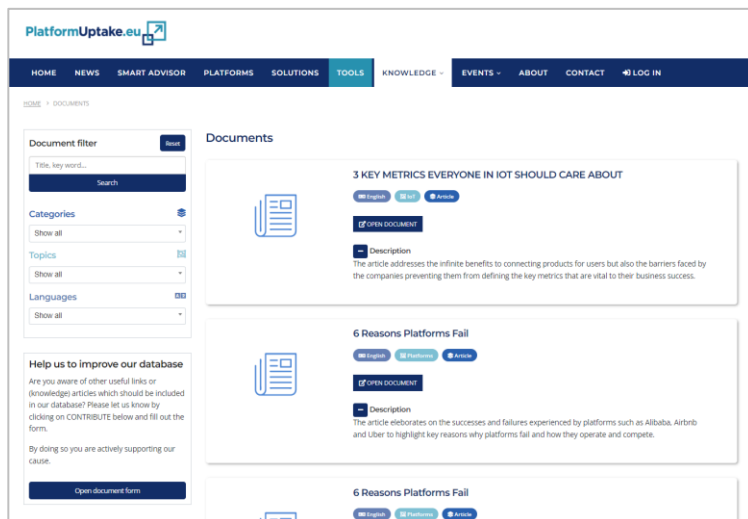 PlatformUptake.eu
HOME NEWS SMART ADVISOR PLATFORMS SOLUTIONS TOOLS KNOWLEDGE EVENTS ABOUT CONTACT LOG IN
HOME > DOCUMENTS
Document filter
Reset
Title, key word...
Search
Categories
Show all
Topics
Show all
Languages
Show all
Help us to improve our database
Are you aware of other useful links or
(knowledge) articles which should be included
in our database? Please let us know by
clicking on CONTRIBUTE below and fill out the
form.
By doing so you are actively supporting our
cause.
Open document form
Documents
3 KEY METRICS EVERYONE IN IOT SHOULD CARE ABOUT
English IoT Article
OPEN DOCUMENT
Description
The article addresses the infinite benefits to connecting products for users but also the barriers faced by
the companies preventing them from defining the key metrics that are vital to their business success.
6 Reasons Platforms Fail
English Platforms Article
OPEN DOCUMENT
Description
The article eleborates on the successes and failures experienced by platforms such as Alibaba, Airbnb
and Uber to highlight key reasons why platforms fail and how they operate and compete.
6 Reasons Platforms Fail
English Platforms Article